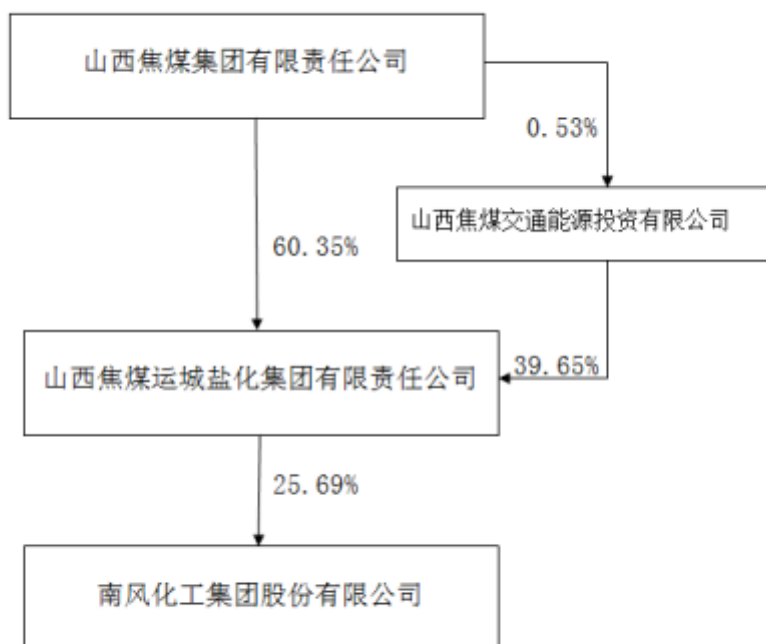 山西焦煤集团有限责任公司
0.53%
山西焦煤交通能源投资有限公司
60.35%
山西焦煤运城盐化集团有限责任公司
39.65%
25.69%
南风化工集团股份有限公司